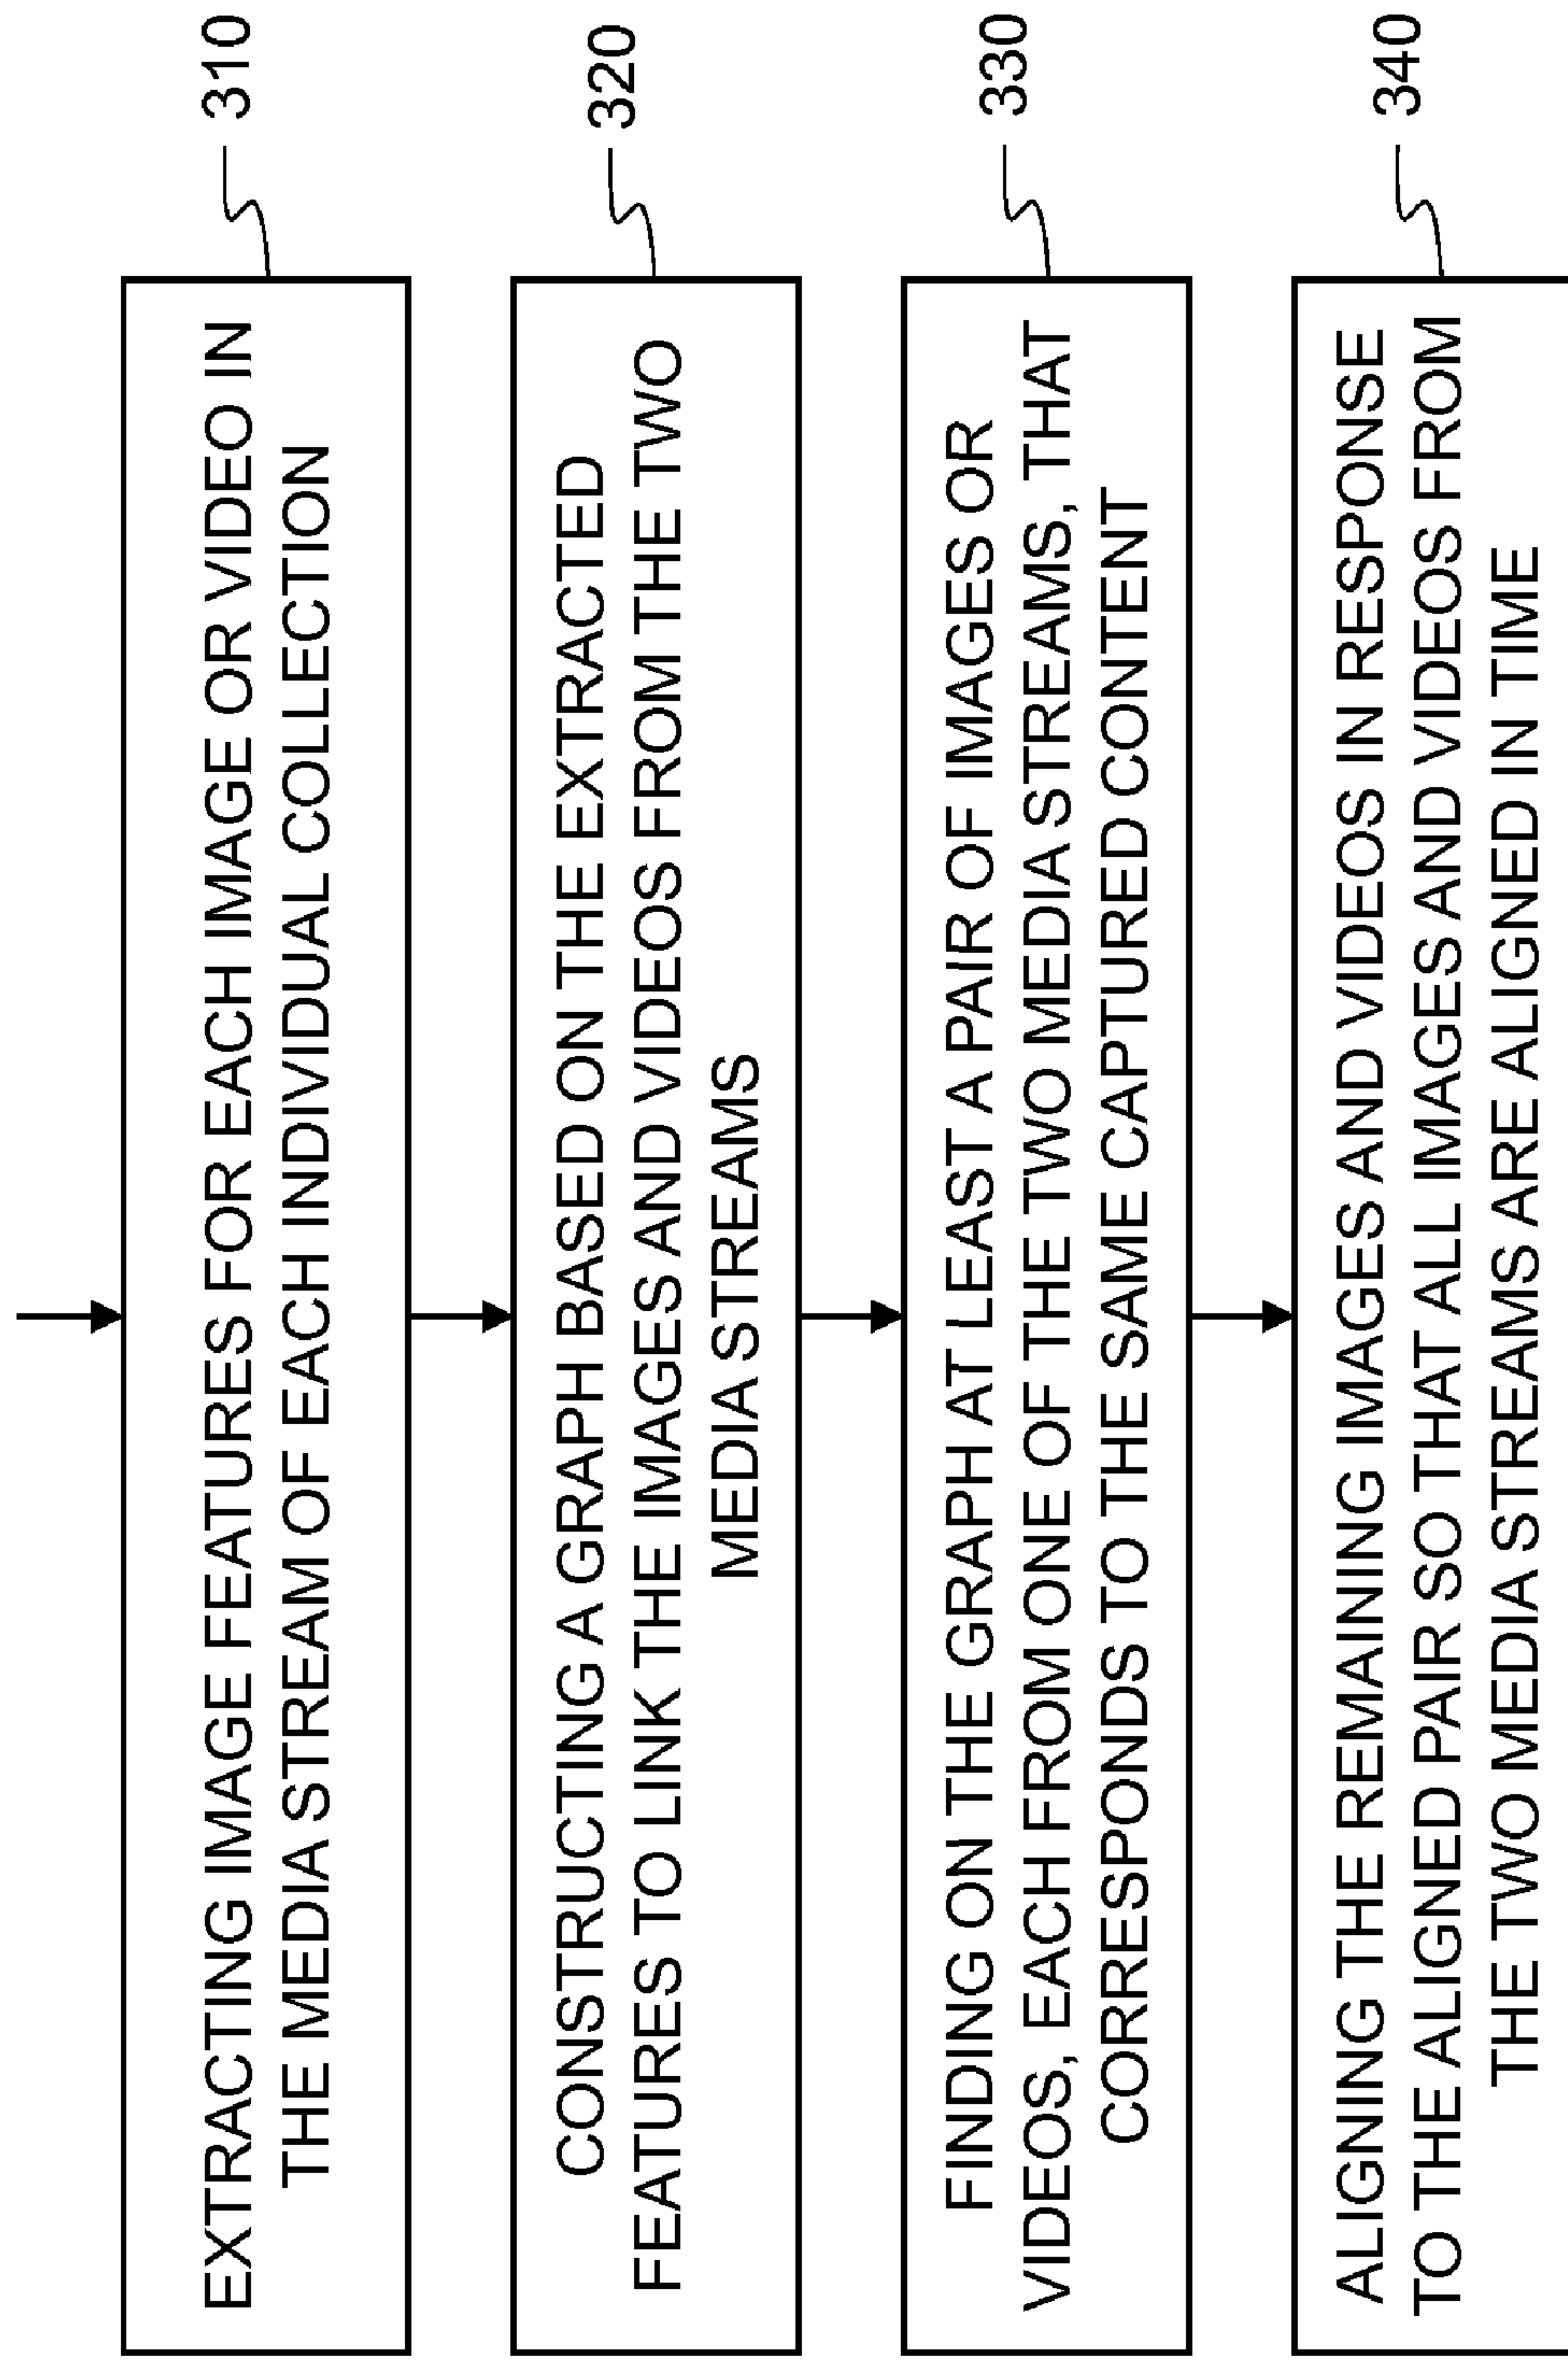 EXTRACTING IMAGE FEATURES FOR EACH IMAGE OR VIDEO IN
THE MEDIA STREAM OF EACH INDIVIDUAL COLLECTION
310
CONSTRUCTING A GRAPH BASED ON THE EXTRACTED
FEATURES TO LINK THE IMAGES AND VIDEOS FROM THE TWO
MEDIA STREAMS
320
FINDING ON THE GRAPH AT LEAST A PAIR OF IMAGES OR
VIDEOS, EACH FROM ONE OF THE TWO MEDIA STREAMS, THAT
CORRESPONDS TO THE SAME CAPTURED CONTENT
330
ALIGNING THE REMAINING IMAGES AND VIDEOS IN RESPONSE
TO THE ALIGNED PAIR SO THAT ALL IMAGES AND VIDEOS FROM
THE TWO MEDIA STREAMS ARE ALIGNED IN TIME
340